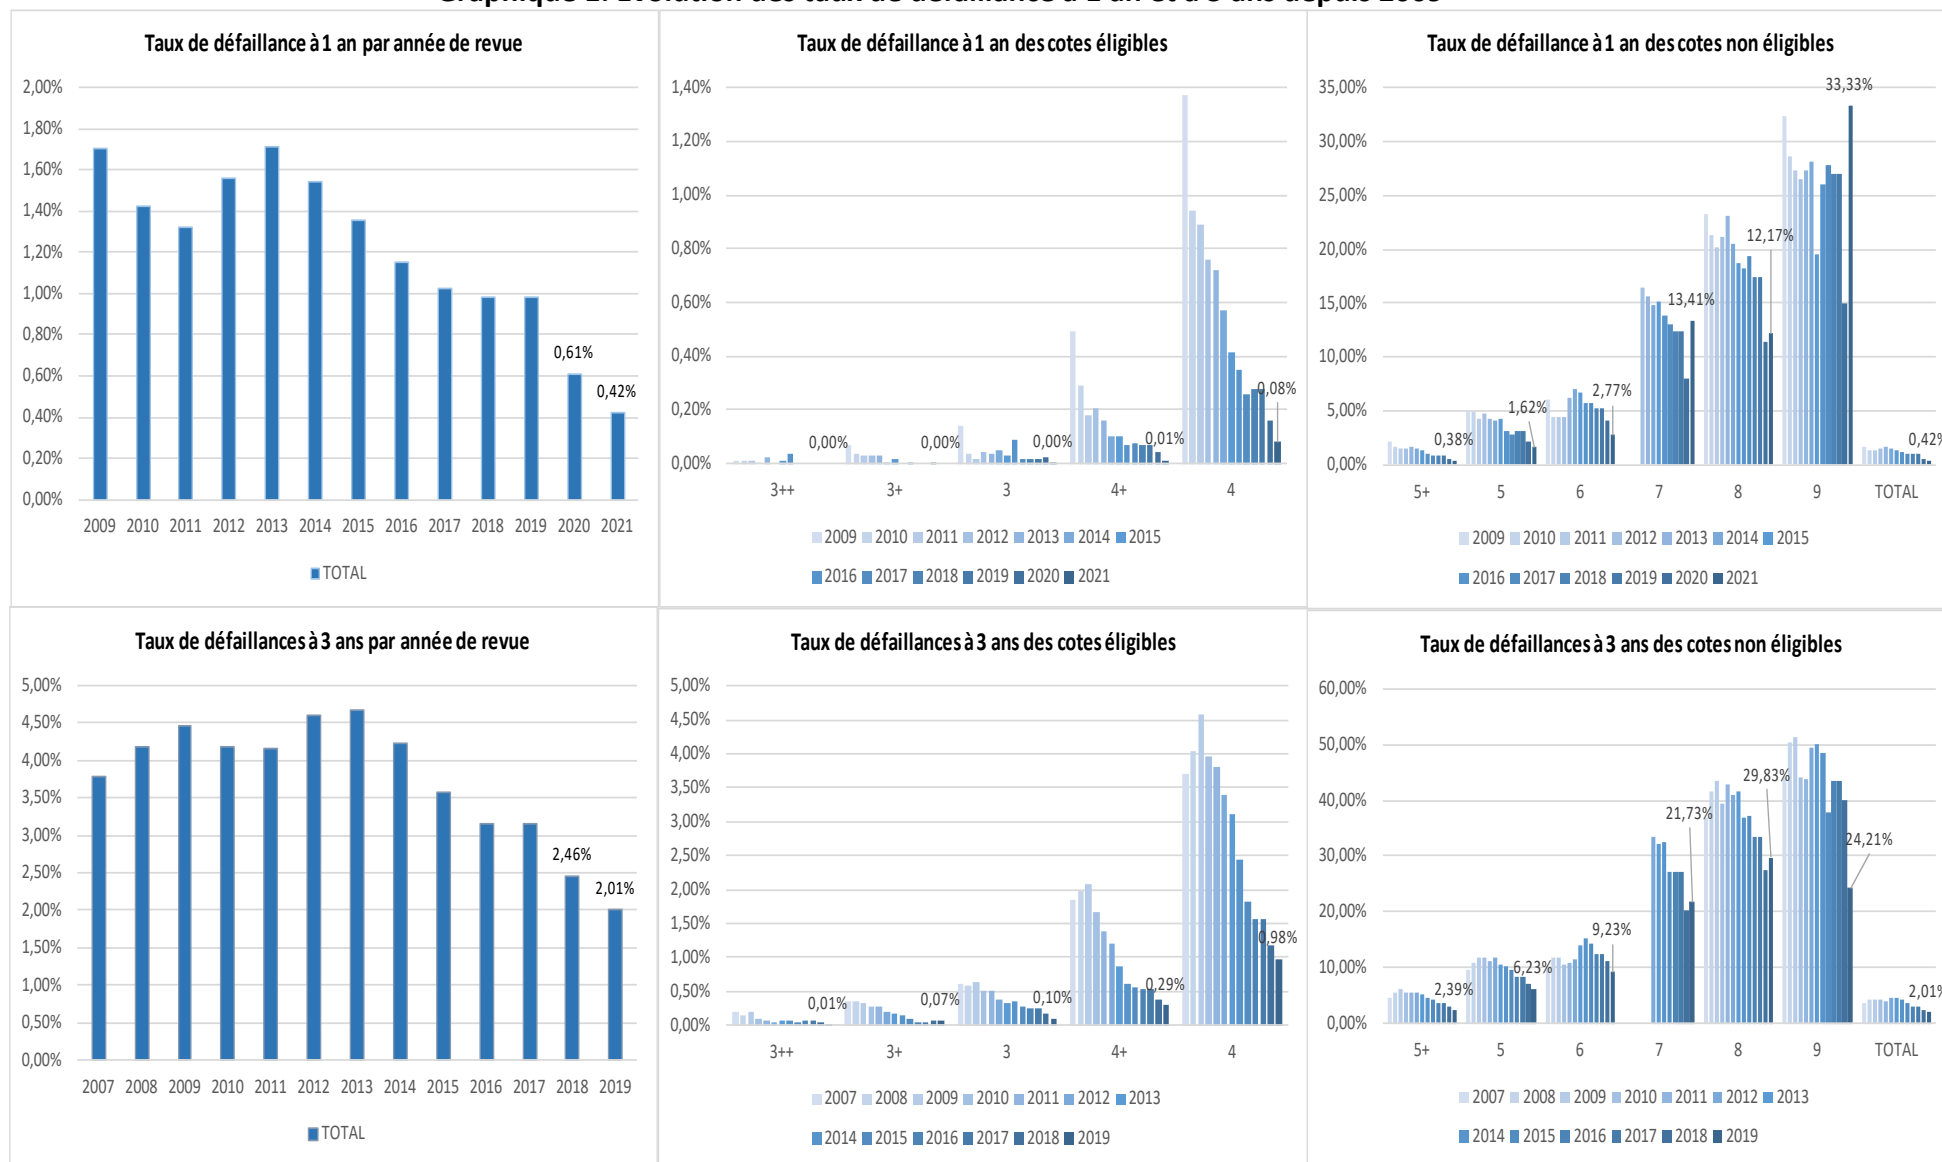 Evolution des taux de défaillance à 1 an et à 3 ans depuis
Taux de défaillance à 1 an par année de revue
2,00%
1,80%
1,60%
1,40%
1,20%
1,00%
0,80%
0,60%
0,40%
0,20%
0,00%
0,61%
0,42%
2009 2010 2011 2012 2013 2014 2015 2016 2017 2018 2019 2020 2021
TOTAL
Taux de défaillance à 1 an des cotes éligibles
1,40%
1,20%
1,00%
0,80%
0,60%
0,40%
0,20%
0,00%
0,00% 0,00% 0,00% 0,01% 0,08%
3++ 3+ 3 4+ 4
2009 2010 2011 2012 2013 2014 2015
2016 2017 2018 2019 2020 2021
Taux de défaillance à 1 an des cotes non éligibles
35,00%
30,00%
25,00%
20,00%
15,00%
10,00%
5,00%
0,00%
0,38% 1,62% 2,77% 13,41% 12,17% 33,33% 0,42%
5+ 5 6 7 8 9 TOTAL
2009 2010 2011 2012 2013 2014 2015
2016 2017 2018 2019 2020 2021
Taux de défaillances à 3 ans par année de revue
5,00%
4,50%
4,00%
3,50%
3,00%
2,50%
2,00%
1,50%
1,00%
0,50%
0,00%
2,46%
2,01%
2007 2008 2009 2010 2011 2012 2013 2014 2015 2016 2017 2018 2019
TOTAL
Taux de défaillances à 3 ans des cotes éligibles
5,00%
4,50%
4,00%
3,50%
3,00%
2,50%
2,00%
1,50%
1,00%
0,50%
0,00%
0,01% 0,07% 0,10% 0,29% 0,98%
3++ 3+ 3 4+ 4
2007 2008 2009 2010 2011 2012 2013
2014 2015 2016 2017 2018 2019
Taux de défaillances à 3 ans des cotes non éligibles
60,00%
50,00%
40,00%
30,00%
20,00%
10,00%
0,00%
2,39% 6,23% 9,23% 21,73% 29,83% 24,21% 2,01%
5+ 5 6 7 8 9 TOTAL
2007 2008 2009 2010 2011 2012 2013
2014 2015 2016 2017 2018 2019